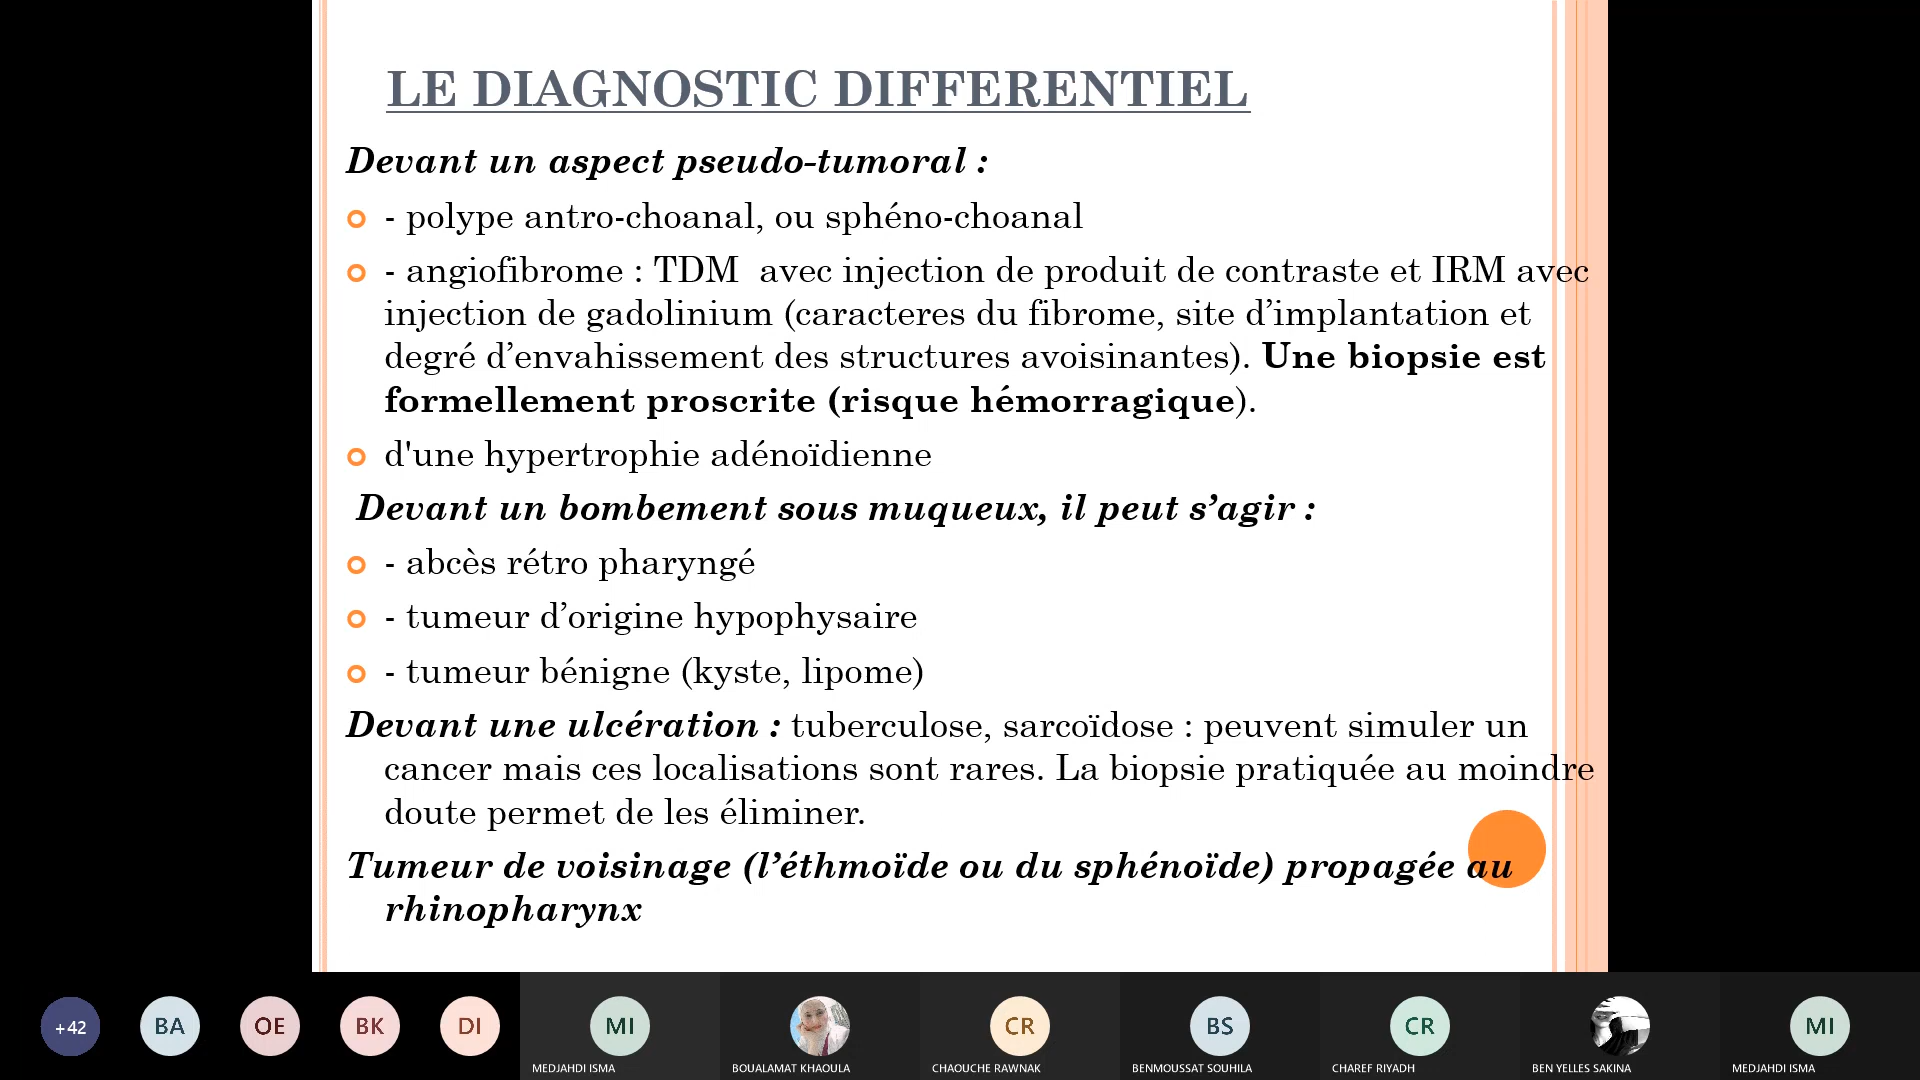 LE DIAGNOSTIC DIFFERENTIEL
Devant un aspect pseudo-tumoral :
- polype antro-choanal, ou sphéno-choanal
- angiofibrome : TDM  avec injection de produit de contraste et IRM avec
injection de gadolinium (caracteres du fibrome, site d’implantation et
degré d’envahissement des structures avoisinantes). Une biopsie est
formellement proscrite (risque hémorragique).
d'une hypertrophie adénoïdienne
Devant un bombement sous muqueux, il peut s’agir :
- abcès rétro pharyngé
- tumeur d’origine hypophysaire
- tumeur bénigne (kyste, lipome)
Devant une ulcération : tuberculose, sarcoïdose : peuvent simuler un
cancer mais ces localisations sont rares. La biopsie pratiquée au moindre
doute permet de les éliminer.
Tumeur de voisinage (l’éthmoïde ou du sphénoïde) propagée au
rhinopharynx
+42 BA OE BK DI MI CR BS CR MI
MEDJAHDI ISMA BOUALAMAT KHAOULA CHAOUCHE RAWNAK BENMOUSSAT SOUHILA CHAREF RIYADH BEN YELLES SAKINA MEDJAHDI ISMA